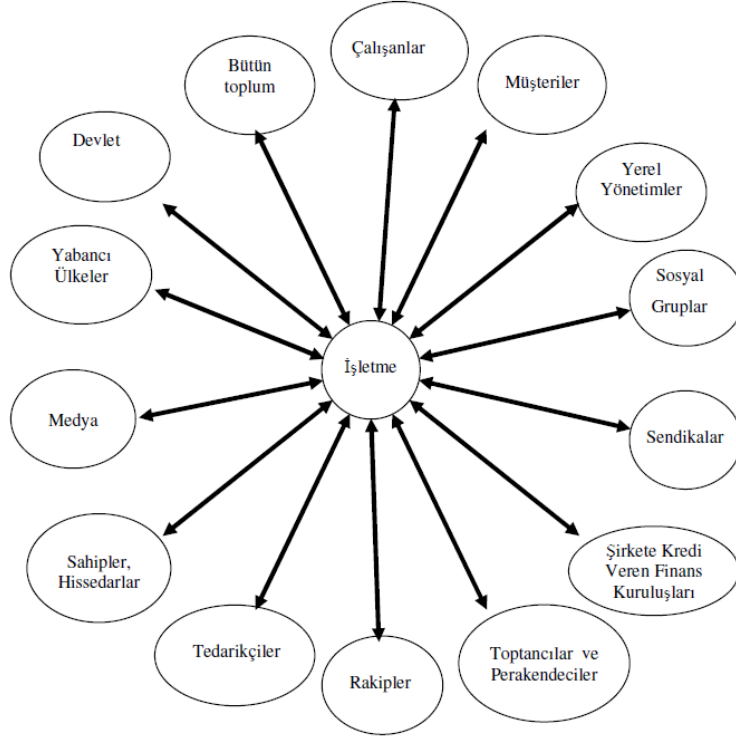 Çalışanlar
Bütün
toplum
Müşteriler
Devlet
Yerel
Yönetimler
Yabancı
Ülkeler
Sosyal
Gruplar
İşletme
Medya
Sendikalar
Sahipler,
Hissedarlar
Şirkete Kredi
Veren Finans
Kuruluşları
Tedarikçiler
Rakipler
Toptancılar ve
Perakendeciler